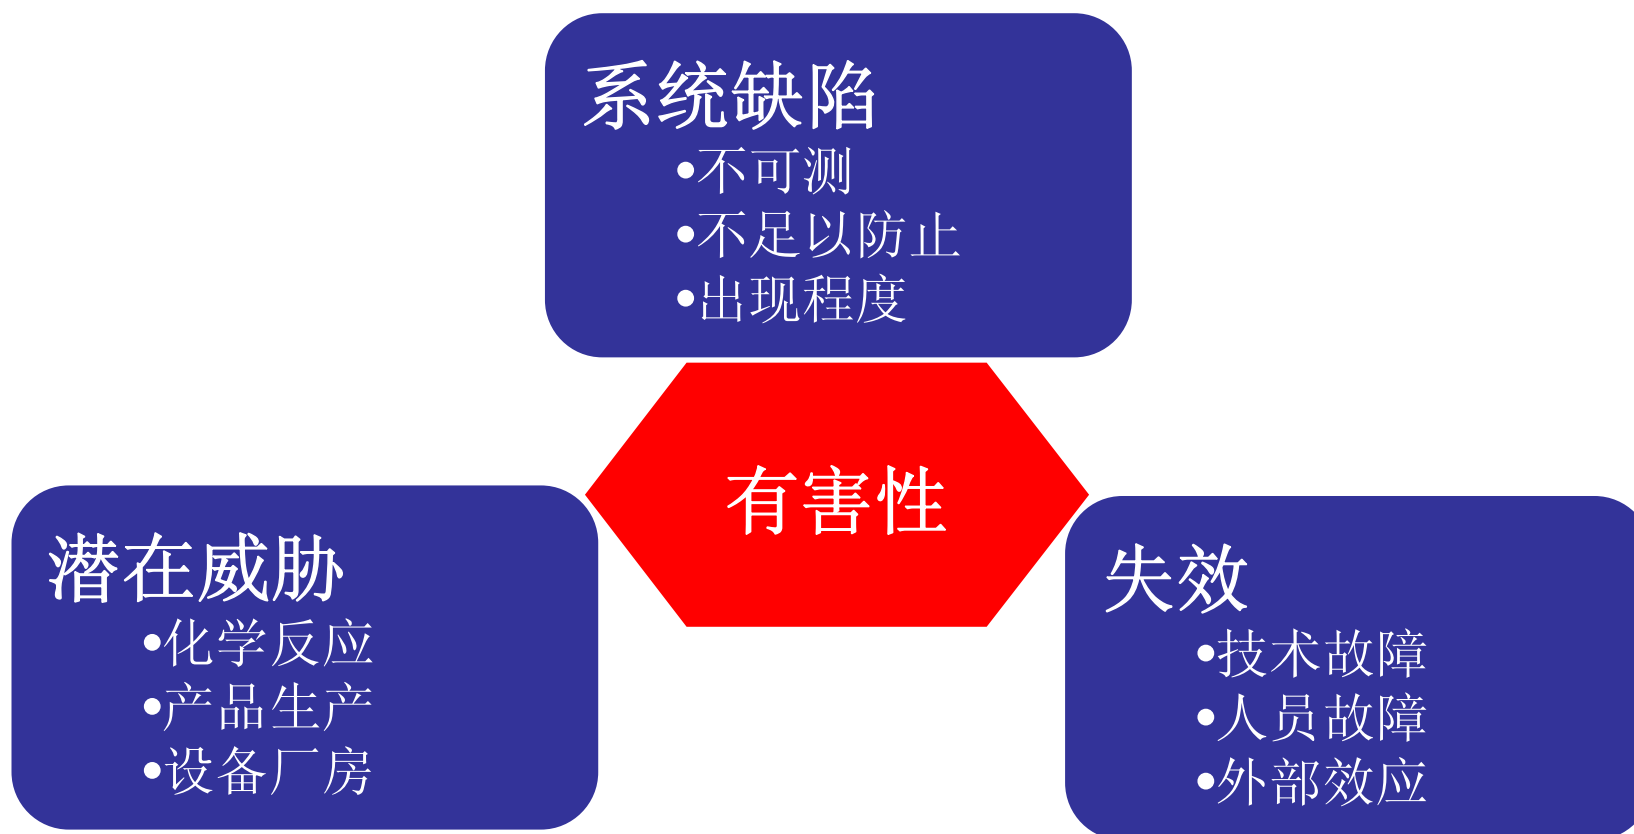 系统缺陷
•不可测
•不足以防止
•出现程度
有害性
潜在威胁
•化学反应
•产品生产
•设备厂房
失效
•技术故障
•人员故障
•外部效应